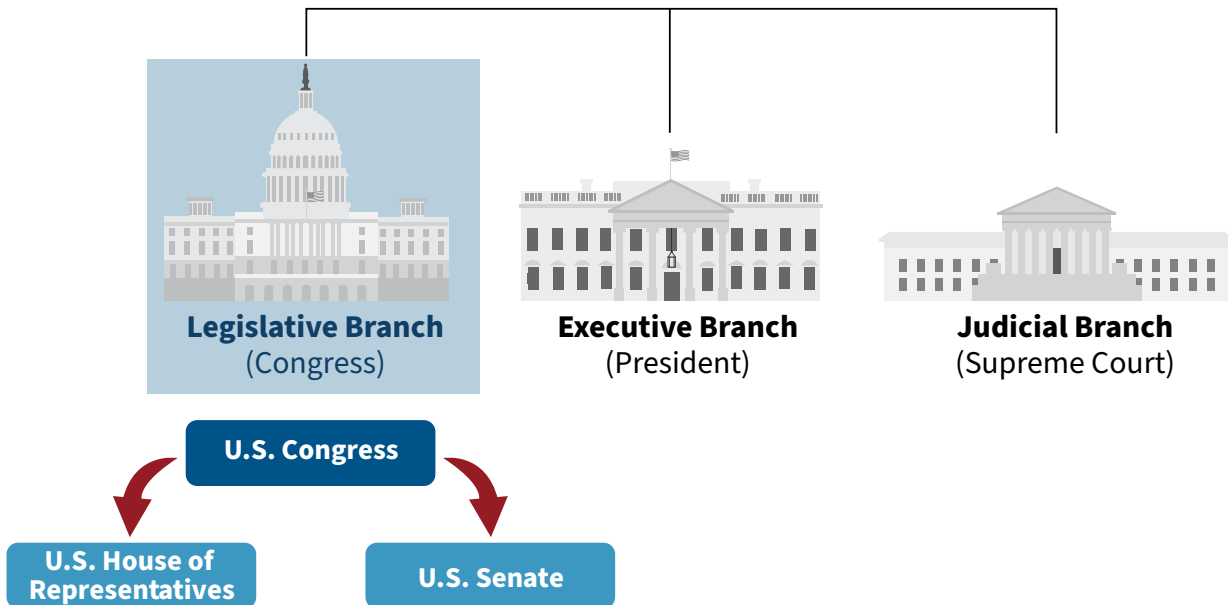 Legislative Branch
(Congress)
Executive Branch
(President)
Judicial Branch
(Supreme Court)
U.S. Congress
U.S. House of
Representatives
U.S. Senate